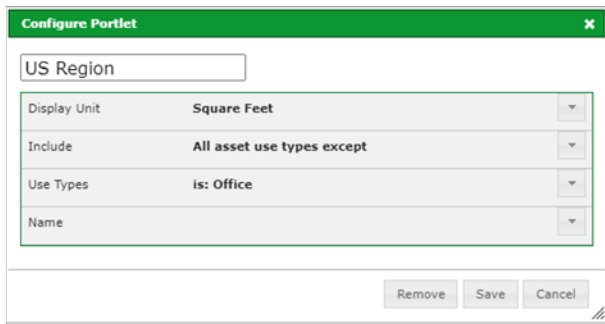 Configure Portlet
US Region
Display Unit Square Feet
Include All asset use types except
Use Types is: Office
Name
Remove Save Cancel